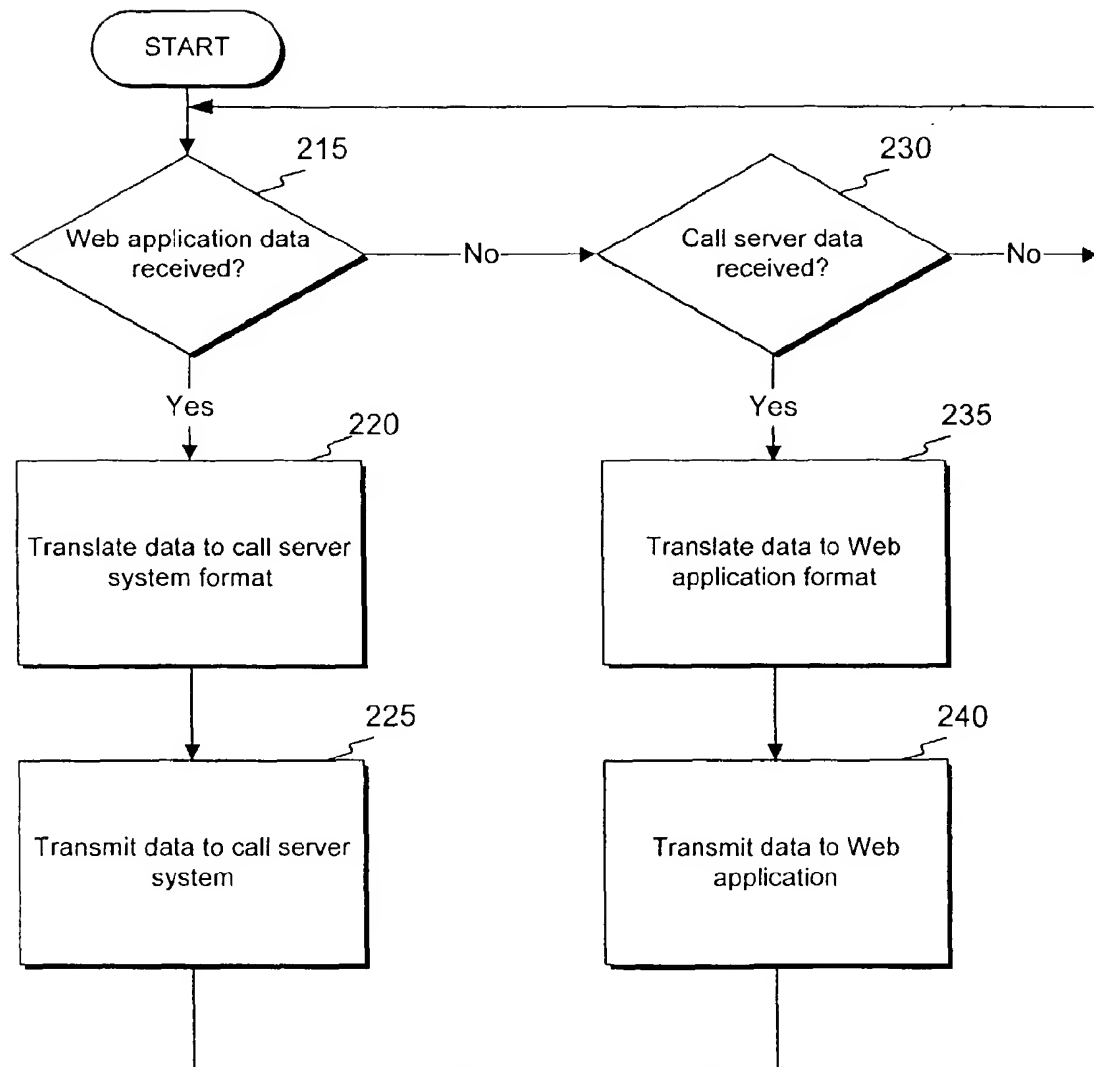 START
215
Web application data
received?
No
230
Call server data
received?
No
Yes
220
Translate data to call server
system format
Yes
235
Translate data to Web
application format
225
Transmit data to call server
system
240
Transmit data to Web
application